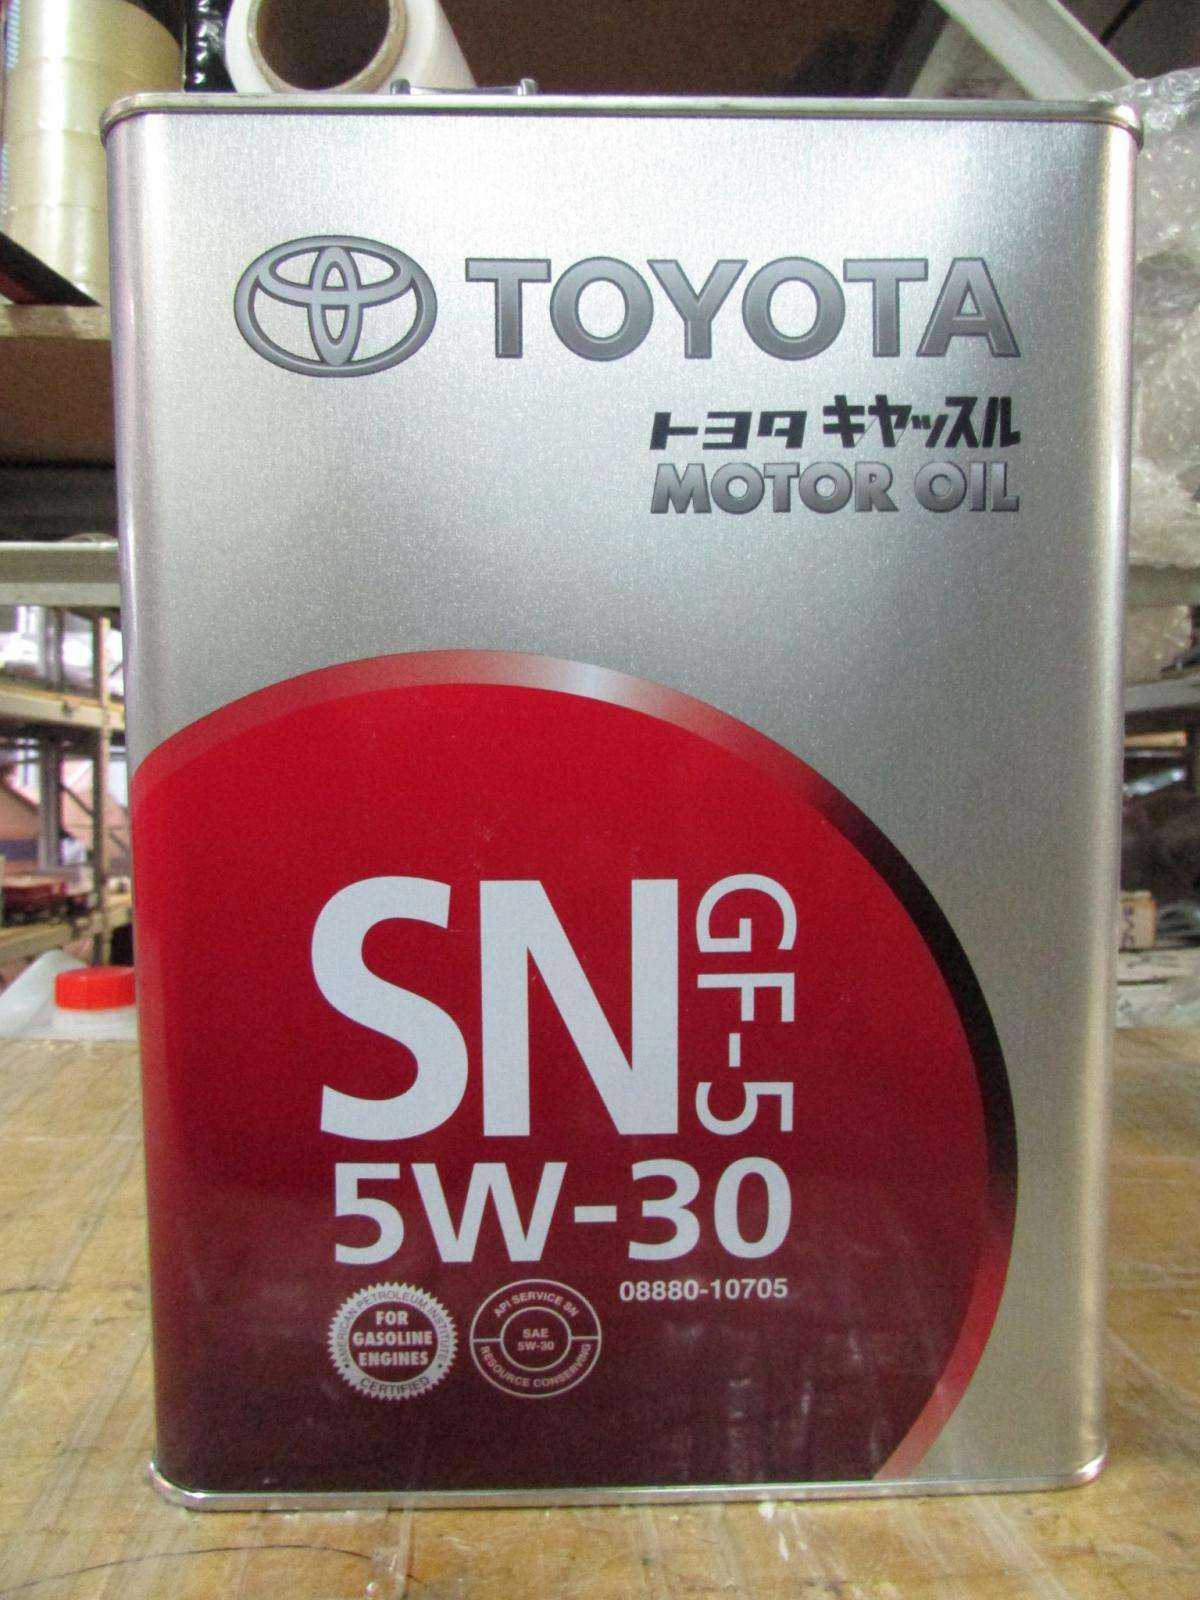 TOYOTA
トヨタ キヤッスル
MOTOR OIL
SN
GF-5
5W-30
08880-10705
AMERICAN PETROLEUM INSTITUTE
FOR
GASOLINE
ENGINES
CERTIFIED
API SERVICE SN
SAE
5W-30
RESOURCE CONSERVING